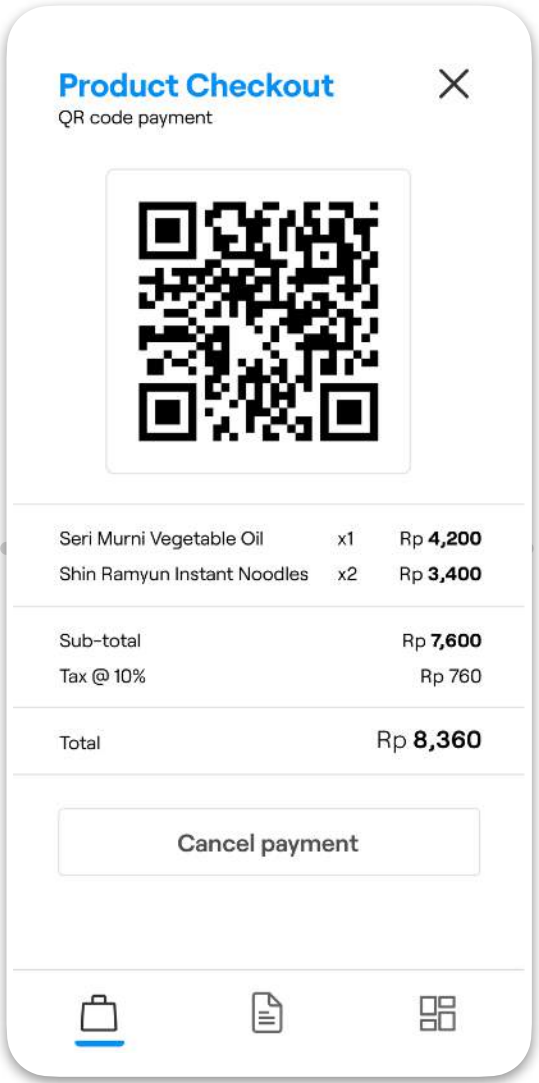 Product Checkout
QR code payment
Seri Murni Vegetable Oil x1 Rp 4,200
Shin Ramyun Instant Noodles x2 Rp 3,400
Sub-total Rp 7,600
Tax @ 10% Rp 760
Total Rp 8,360
Cancel payment